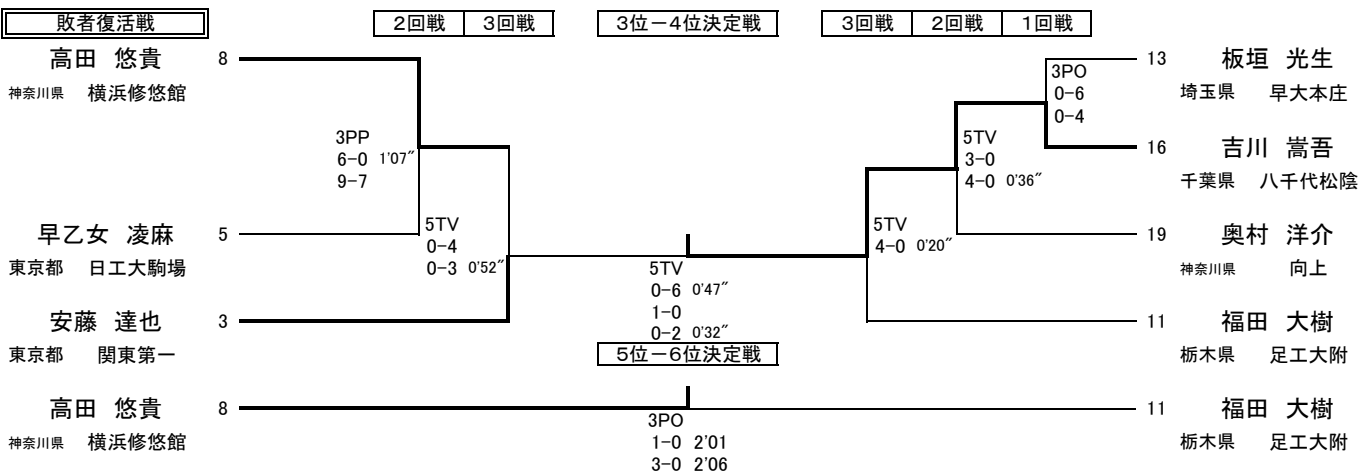 敗者復活戦 2回戦 3回戦 3位－4位決定戦 3回戦 2回戦 1回戦
高田 悠貴 8
神奈川県 横浜修悠館
3PP
6-0 1'07″
9-7
早乙女 凌麻 5
東京都 日工大駒場
5TV
0-4
0-3 0'52″
安藤 達也 3
東京都 関東第一
5TV
0-6 0'47″
1-0
0-2 0'32″
13 板垣 光生
埼玉県 早大本庄
3PO
0-6
0-4
16 吉川 嵩吾
千葉県 八千代松陰
5TV
3-0
4-0 0'36″
19 奥村 洋介
神奈川県 向上
5TV
4-0 0'20″
11 福田 大樹
栃木県 足工大附
5位－6位決定戦
高田 悠貴 8
神奈川県 横浜修悠館
3PO
1-0 2'01
3-0 2'06
11 福田 大樹
栃木県 足工大附